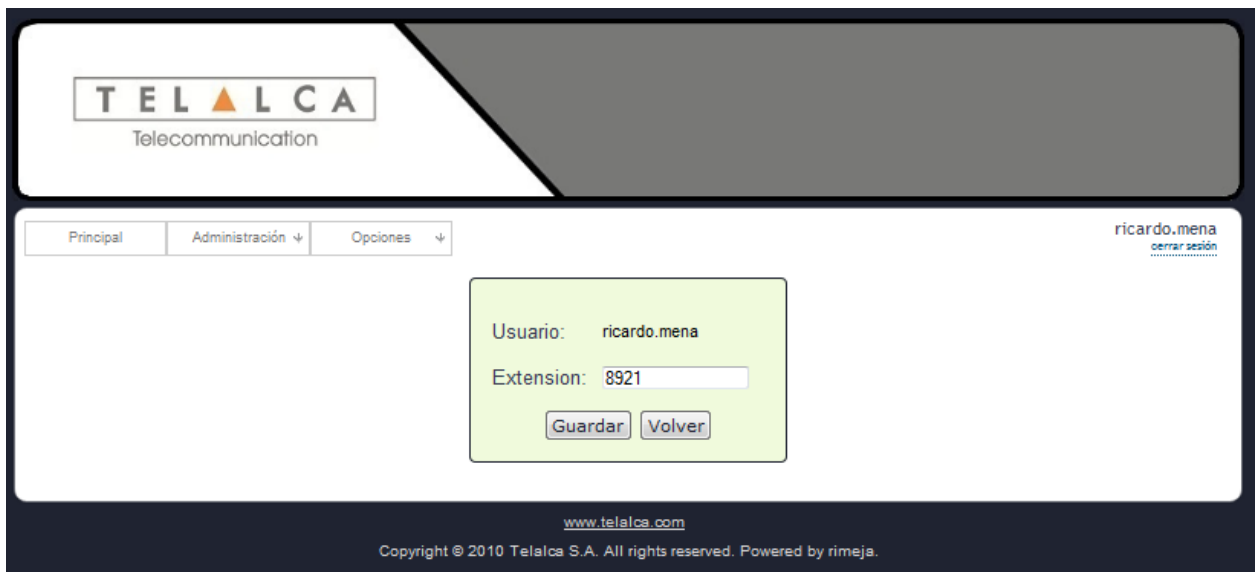 TELALCA
Telecommunication
Principal Administración Opciones
ricardo.mena
cerrar sesión
Usuario: ricardo.mena
Extension: 8921
Guardar Volver
www.telalca.com
Copyright © 2010 Telalca S.A. All rights reserved. Powered by rimeja.